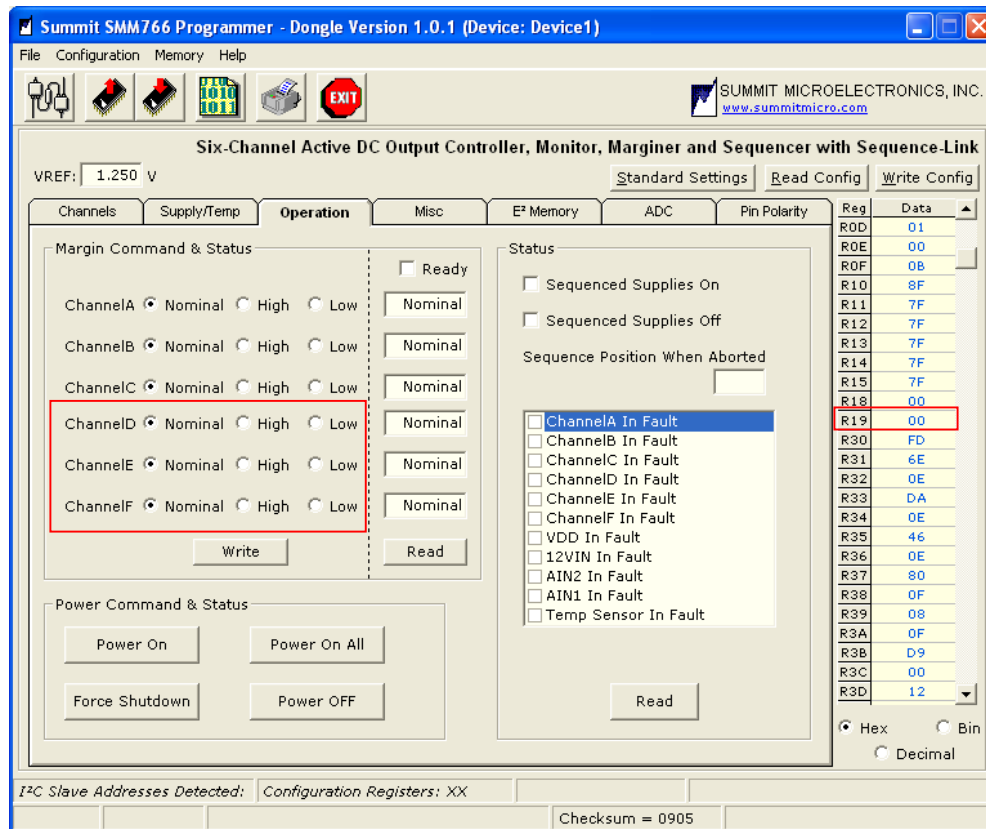 Summit SMM766 Programmer - Dongle Version 1.0.1 (Device: Device1)
File Configuration Memory Help
1010
1011
EXIT
SUMMIT MICROELECTRONICS, INC.
www.summitmicro.com
Six-Channel Active DC Output Controller, Monitor, Marginer and Sequencer with Sequence-Link
VREF: 1.250 V
Standard Settings Read Config Write Config
Channels Supply/Temp Operation Misc E² Memory ADC Pin Polarity
Margin Command & Status
Ready
ChannelA Nominal High Low Nominal
ChannelB Nominal High Low Nominal
ChannelC Nominal High Low Nominal
ChannelD Nominal High Low Nominal
ChannelE Nominal High Low Nominal
ChannelF Nominal High Low Nominal
Write Read
Power Command & Status
Power On Power On All
Force Shutdown Power OFF
Status
Sequenced Supplies On
Sequenced Supplies Off
Sequence Position When Aborted
ChannelA In Fault
ChannelB In Fault
ChannelC In Fault
ChannelD In Fault
ChannelE In Fault
ChannelF In Fault
VDD In Fault
12VIN In Fault
AIN2 In Fault
AIN1 In Fault
Temp Sensor In Fault
Read
Reg Data
R0D 01
R0E 00
R0F 0B
R10 8F
R11 7F
R12 7F
R13 7F
R14 7F
R15 7F
R18 00
R19 00
R30 FD
R31 6E
R32 0E
R33 DA
R34 0E
R35 46
R36 0E
R37 80
R38 0F
R39 08
R3A 0F
R3B D9
R3C 00
R3D 12
Hex Bin
Decimal
I²C Slave Addresses Detected: Configuration Registers: XX
Checksum = 0905